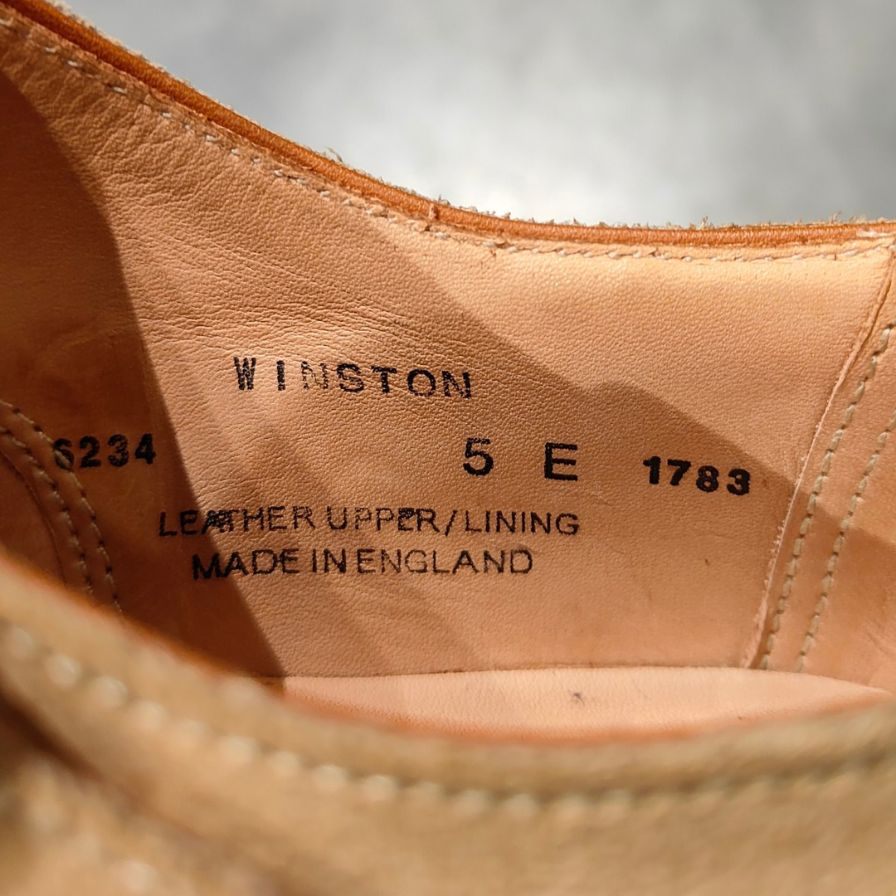 WINSTON
6234 5 E 1783
LEATHER UPPER/LINING
MADE IN ENGLAND